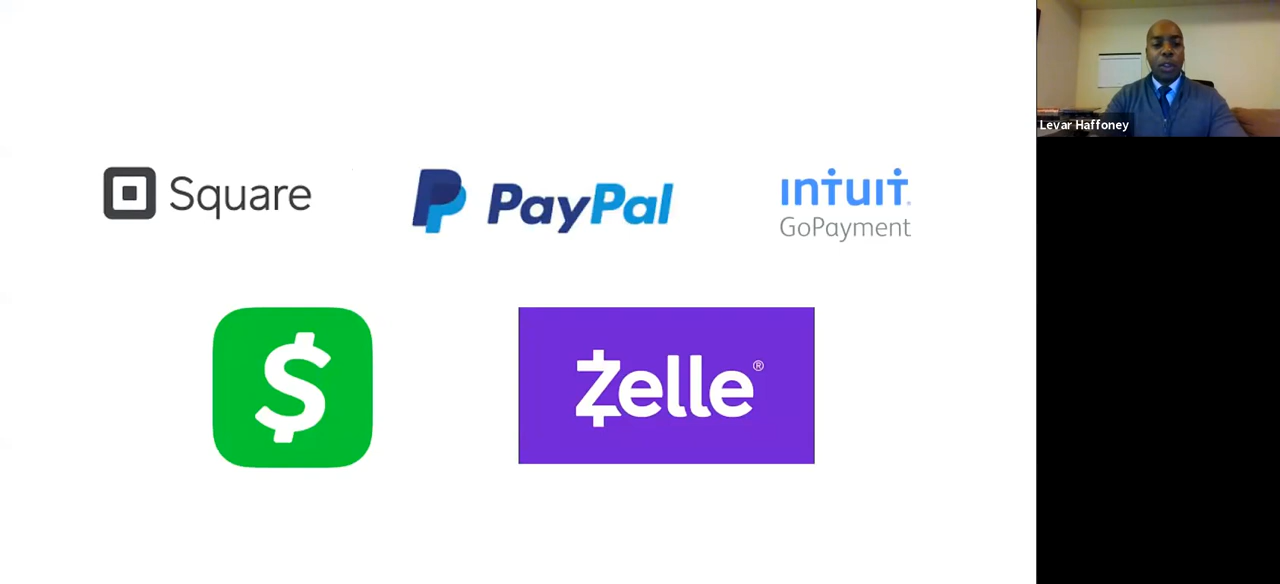 Square
PayPal
intuit.
GoPayment
Zelle®
Levar Haffoney